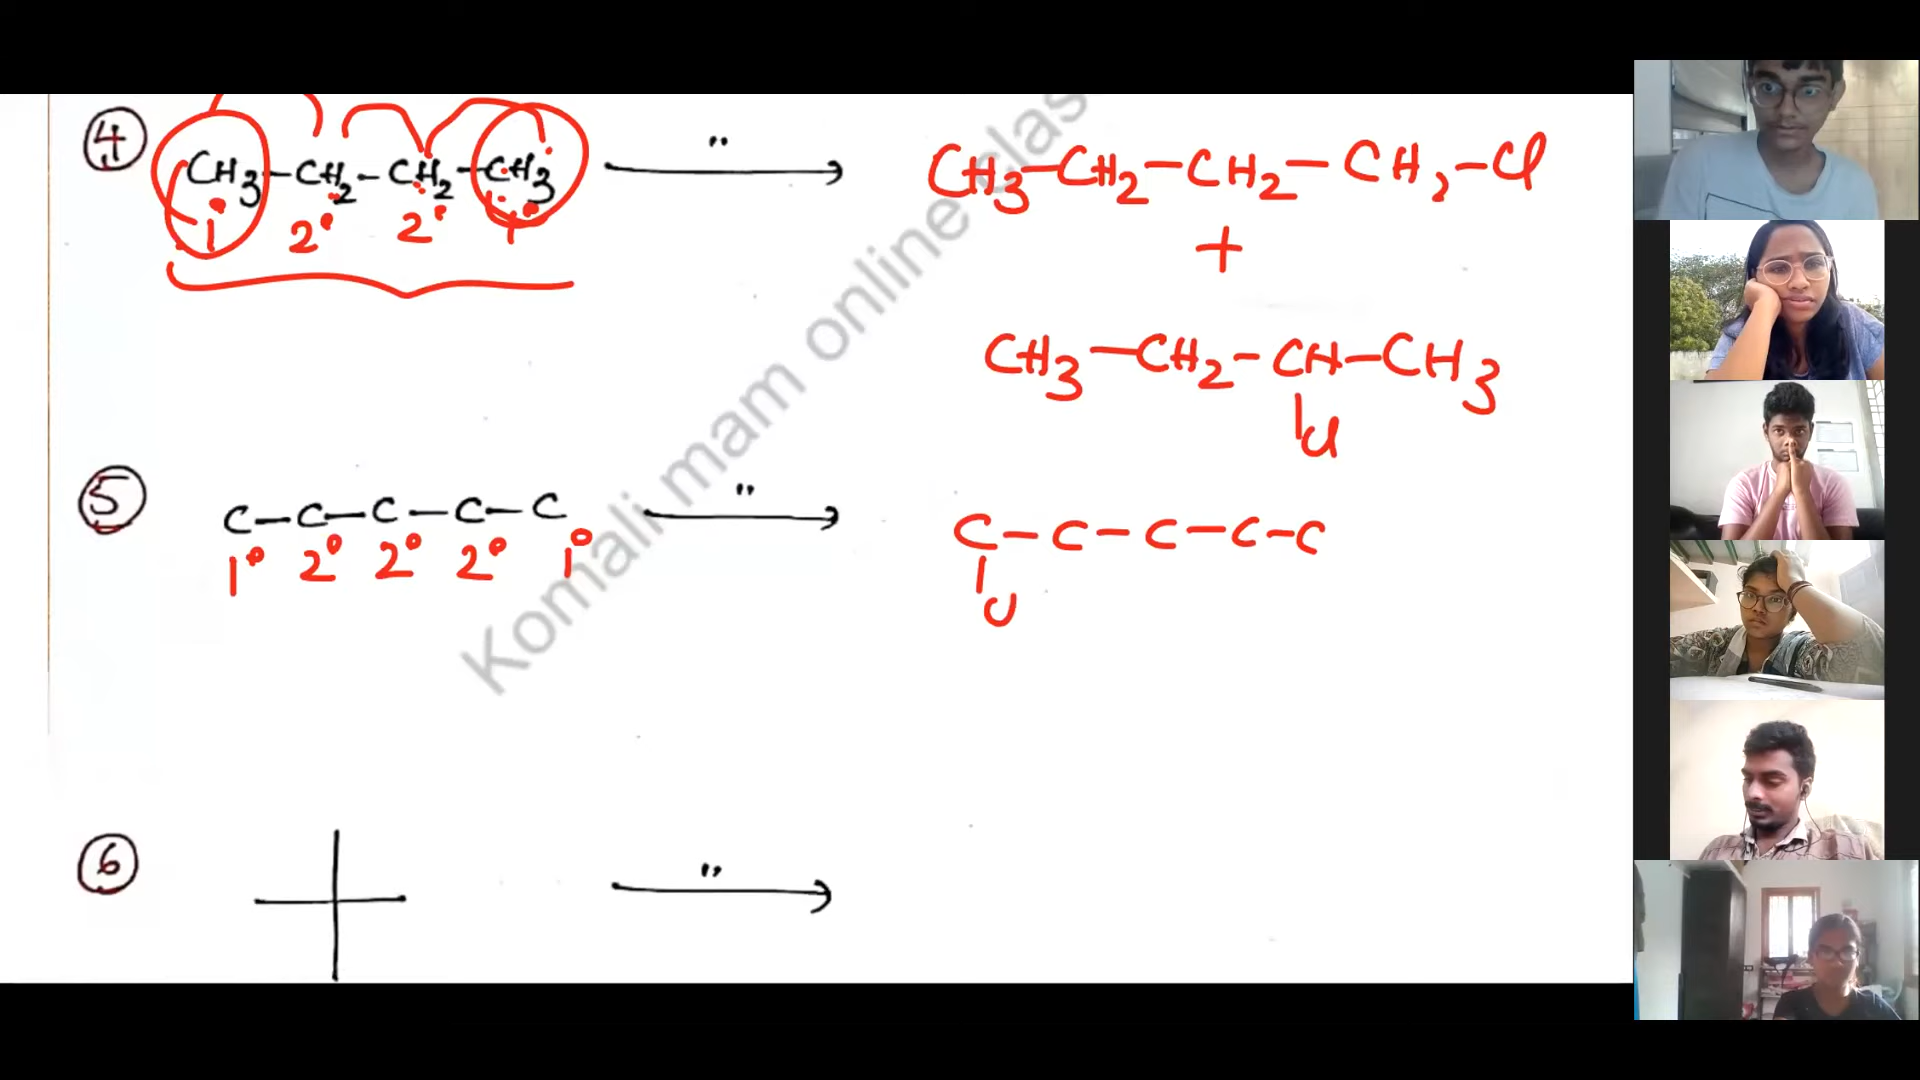 ④ CH3-CH2-CH2-CH3 " CH3-CH2-CH2-CH2-Cl
1° 2° 2° 1°
+
CH3-CH2-CH-CH3
Cl
⑤ C-C-C-C-C " C-C-C-C-C
1° 2° 2° 2° 1°
Cl
⑥ "
Komali mam online clas